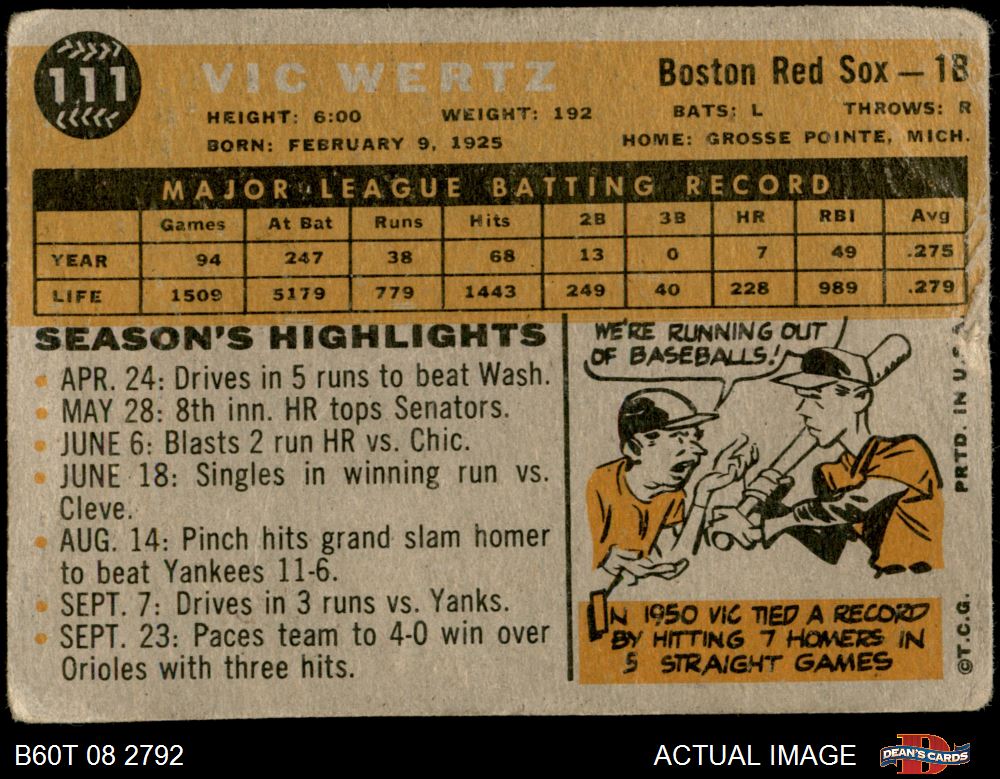 111
VIC WERTZ
Boston Red Sox — 1B
HEIGHT: 6:00 WEIGHT: 192 BATS: L THROWS: R
BORN: FEBRUARY 9, 1925 HOME: GROSSE POINTE, MICH.
MAJOR LEAGUE BATTING RECORD
Games At Bat Runs Hits 2B 3B HR RBI Avg
YEAR 94 247 38 68 13 0 7 49 .275
LIFE 1509 5179 779 1443 249 40 228 989 .279
SEASON'S HIGHLIGHTS
APR. 24: Drives in 5 runs to beat Wash.
MAY 28: 8th inn. HR tops Senators.
JUNE 6: Blasts 2 run HR vs. Chic.
JUNE 18: Singles in winning run vs.
Cleve.
AUG. 14: Pinch hits grand slam homer
to beat Yankees 11-6.
SEPT. 7: Drives in 3 runs vs. Yanks.
SEPT. 23: Paces team to 4-0 win over
Orioles with three hits.
WE'RE RUNNING OUT
OF BASEBALLS!
IN 1950 VIC TIED A RECORD
BY HITTING 7 HOMERS IN
5 STRAIGHT GAMES
©T.C.G. PRTD. IN U.S.A.
B60T 08 2792
ACTUAL IMAGE
D
DEAN'S CARDS